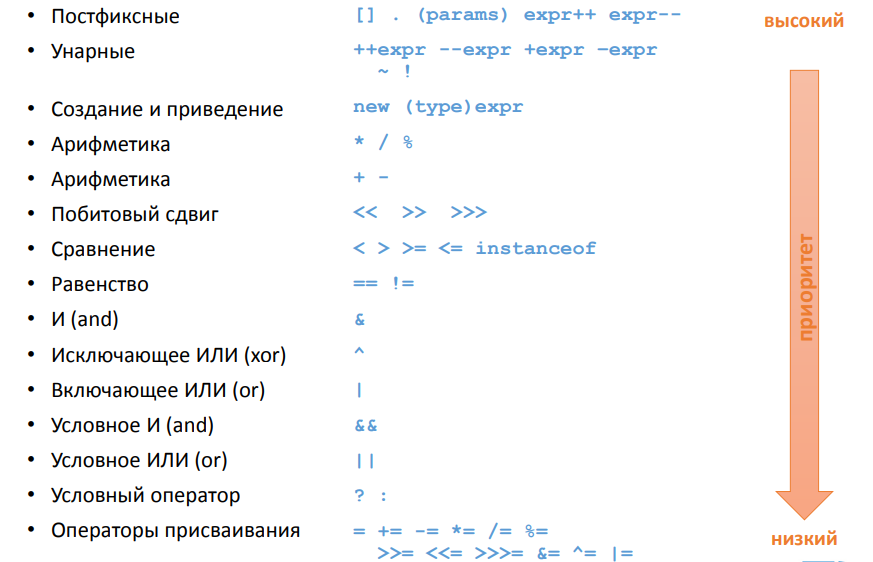 • Постфиксные [] . (params) expr++ expr-- высокий
• Унарные ++expr --expr +expr –expr
~ !
• Создание и приведение new (type)expr
• Арифметика * / %
• Арифметика + -
• Побитовый сдвиг << >> >>>
• Сравнение < > >= <= instanceof
• Равенство == !=
приоритет
• И (and) &
• Исключающее ИЛИ (xor) ^
• Включающее ИЛИ (or) |
• Условное И (and) &&
• Условное ИЛИ (or) ||
• Условный оператор ? :
• Операторы присваивания = += -= *= /= %=
низкий
>>= <<= >>>= &= ^= |=